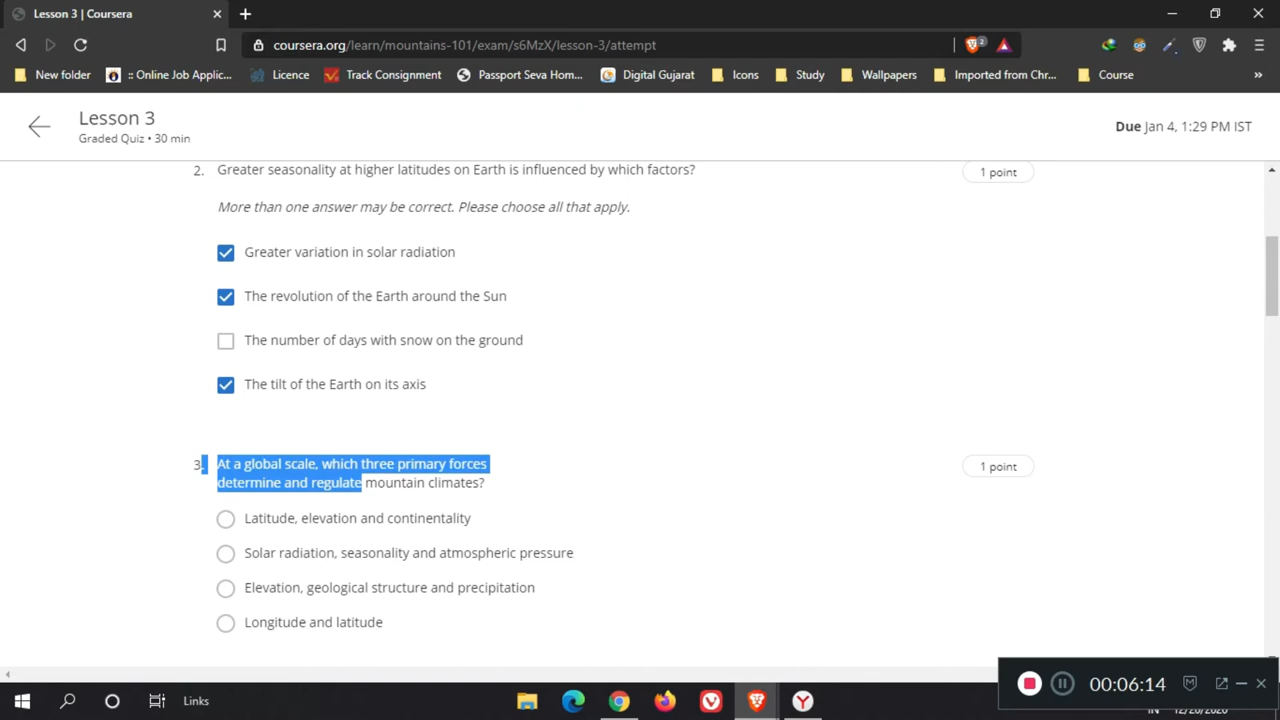 Lesson 3 | Coursera
coursera.org/learn/mountains-101/exam/s6MzX/lesson-3/attempt
2
New folder :: Online Job Applic... Licence Track Consignment Passport Seva Hom... Digital Gujarat Icons Study Wallpapers Imported from Chr... Course »
Lesson 3
Graded Quiz • 30 min
Due Jan 4, 1:29 PM IST
2. Greater seasonality at higher latitudes on Earth is influenced by which factors?
1 point
More than one answer may be correct. Please choose all that apply.
Greater variation in solar radiation
The revolution of the Earth around the Sun
The number of days with snow on the ground
The tilt of the Earth on its axis
3. At a global scale, which three primary forces
1 point
determine and regulate mountain climates?
Latitude, elevation and continentality
Solar radiation, seasonality and atmospheric pressure
Elevation, geological structure and precipitation
Longitude and latitude
00:06:14
Links